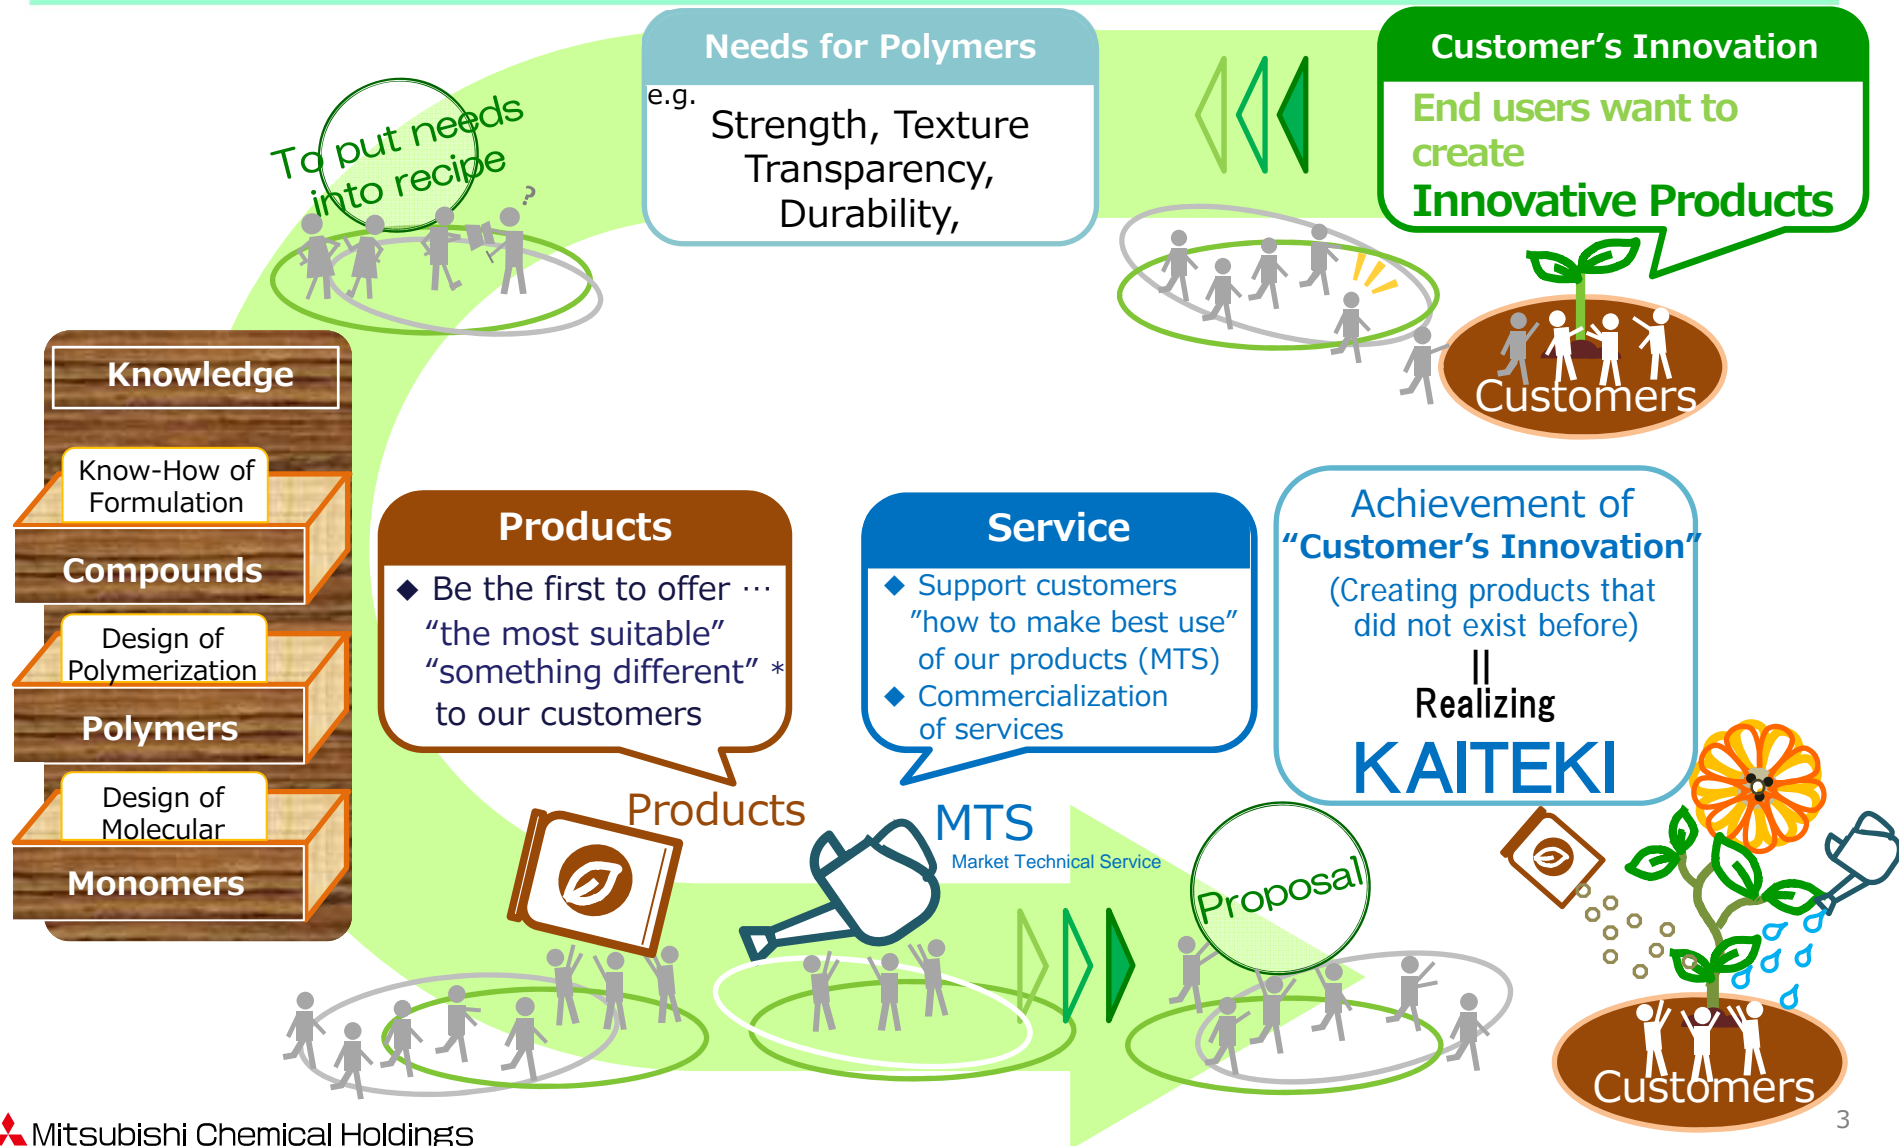 Needs for Polymers
e.g.
Strength, Texture
Transparency,
Durability,
Customer’s Innovation
End users want to
create
Innovative Products
Customers
To put needs
into recipe
?
Knowledge
Know-How of
Formulation
Compounds
Design of
Polymerization
Polymers
Design of
Molecular
Monomers
Products
◆ Be the first to offer …
“the most suitable”
“something different” *
to our customers
Products
Service
◆ Support customers
”how to make best use”
of our products (MTS)
◆ Commercialization
of services
MTS
Market Technical Service
Proposal
Achievement of
“Customer’s Innovation”
(Creating products that
did not exist before)
||
Realizing
KAITEKI
Customers
Mitsubishi Chemical Holdings
3